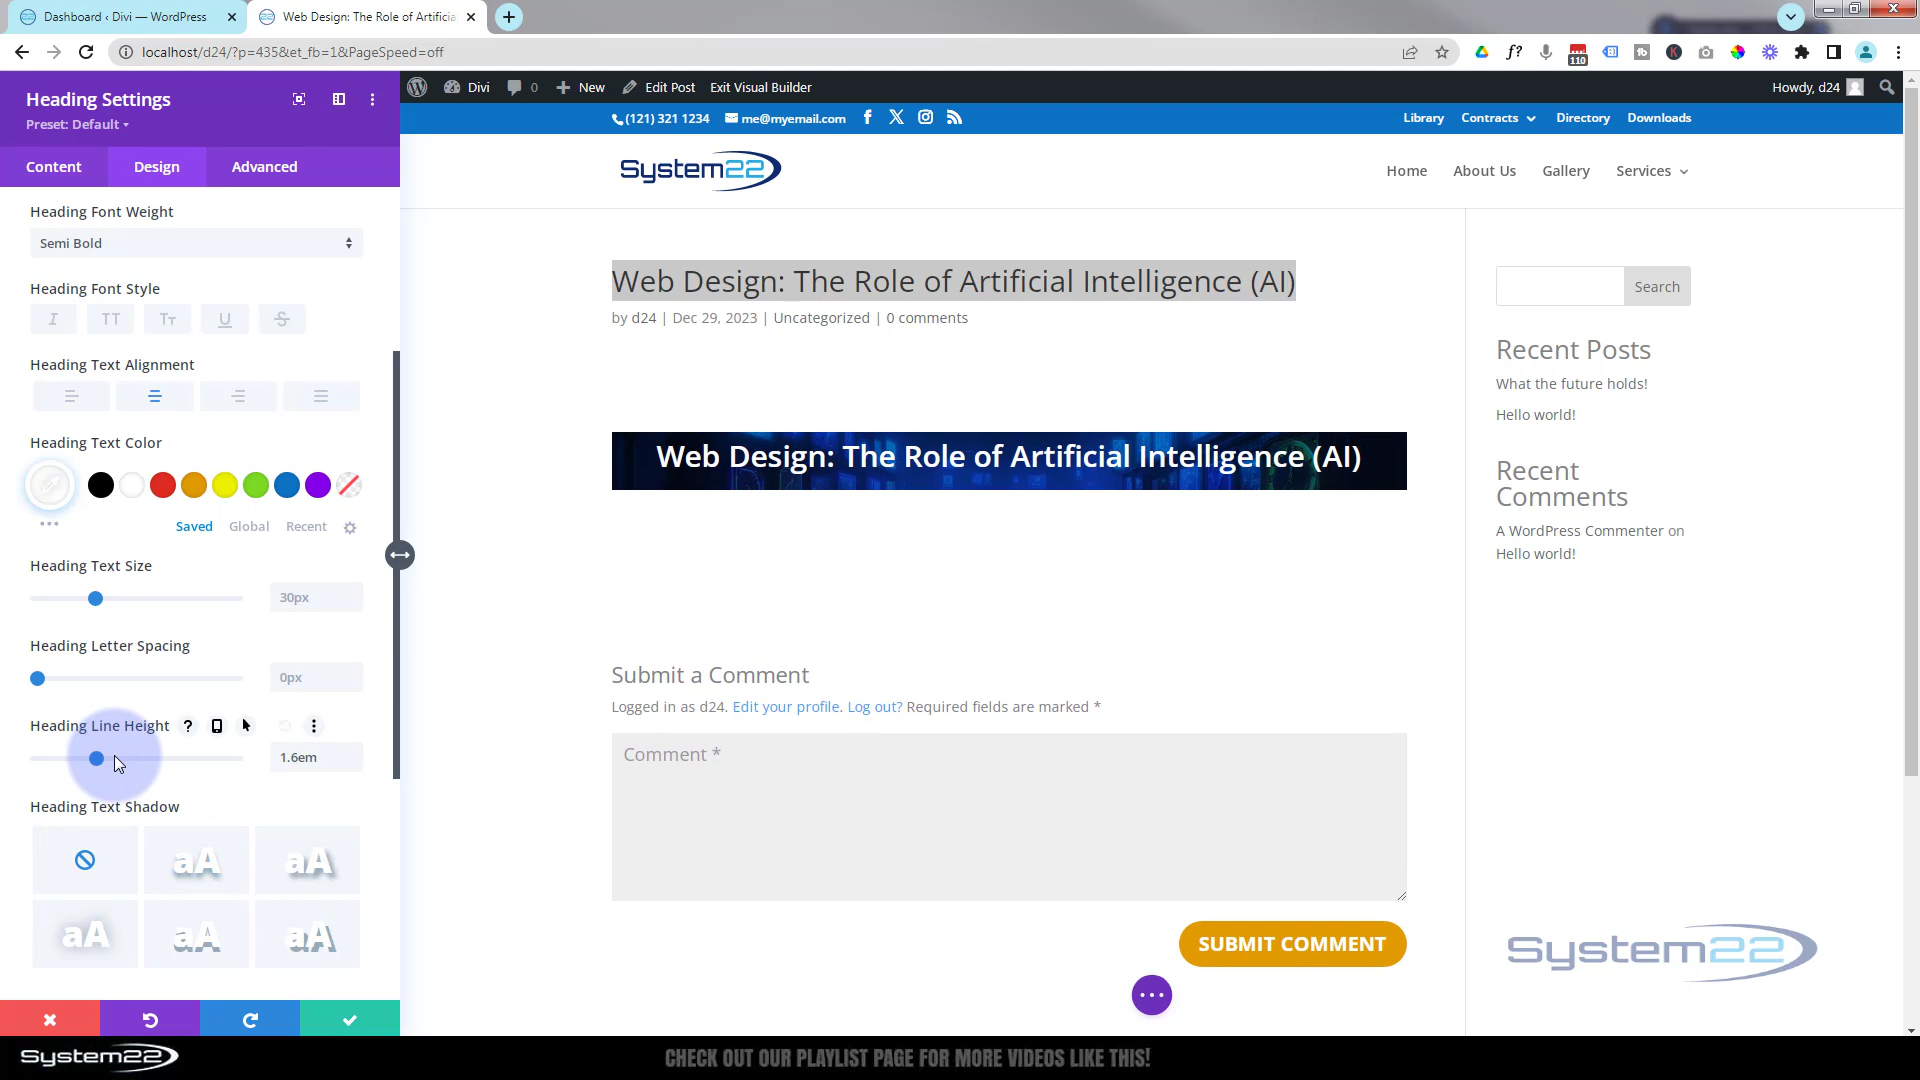 Dashboard ‹ Divi — WordPress
Web Design: The Role of Artificia
localhost/d24/?p=435&et_fb=1&PageSpeed=off
110
Heading Settings
Preset: Default
Content
Design
Advanced
Heading Font Weight
Semi Bold
Heading Font Style
I
TT
Tт
U
S
Heading Text Alignment
Heading Text Color
Saved
Global
Recent
Heading Text Size
30px
Heading Letter Spacing
0px
Heading Line Height
?
1.6em
Heading Text Shadow
aA
aA
aA
aA
aA
Divi
0
New
Edit Post
Exit Visual Builder
Howdy, d24
(121) 321 1234
me@myemail.com
Library
Contracts
Directory
Downloads
System22
Home
About Us
Gallery
Services
Web Design: The Role of Artificial Intelligence (AI)
by d24 | Dec 29, 2023 | Uncategorized | 0 comments
Web Design: The Role of Artificial Intelligence (AI)
Submit a Comment
Logged in as d24. Edit your profile. Log out? Required fields are marked *
Comment *
SUBMIT COMMENT
Search
Recent Posts
What the future holds!
Hello world!
Recent
Comments
A WordPress Commenter on
Hello world!
System22
System22
CHECK OUT OUR PLAYLIST PAGE FOR MORE VIDEOS LIKE THIS!